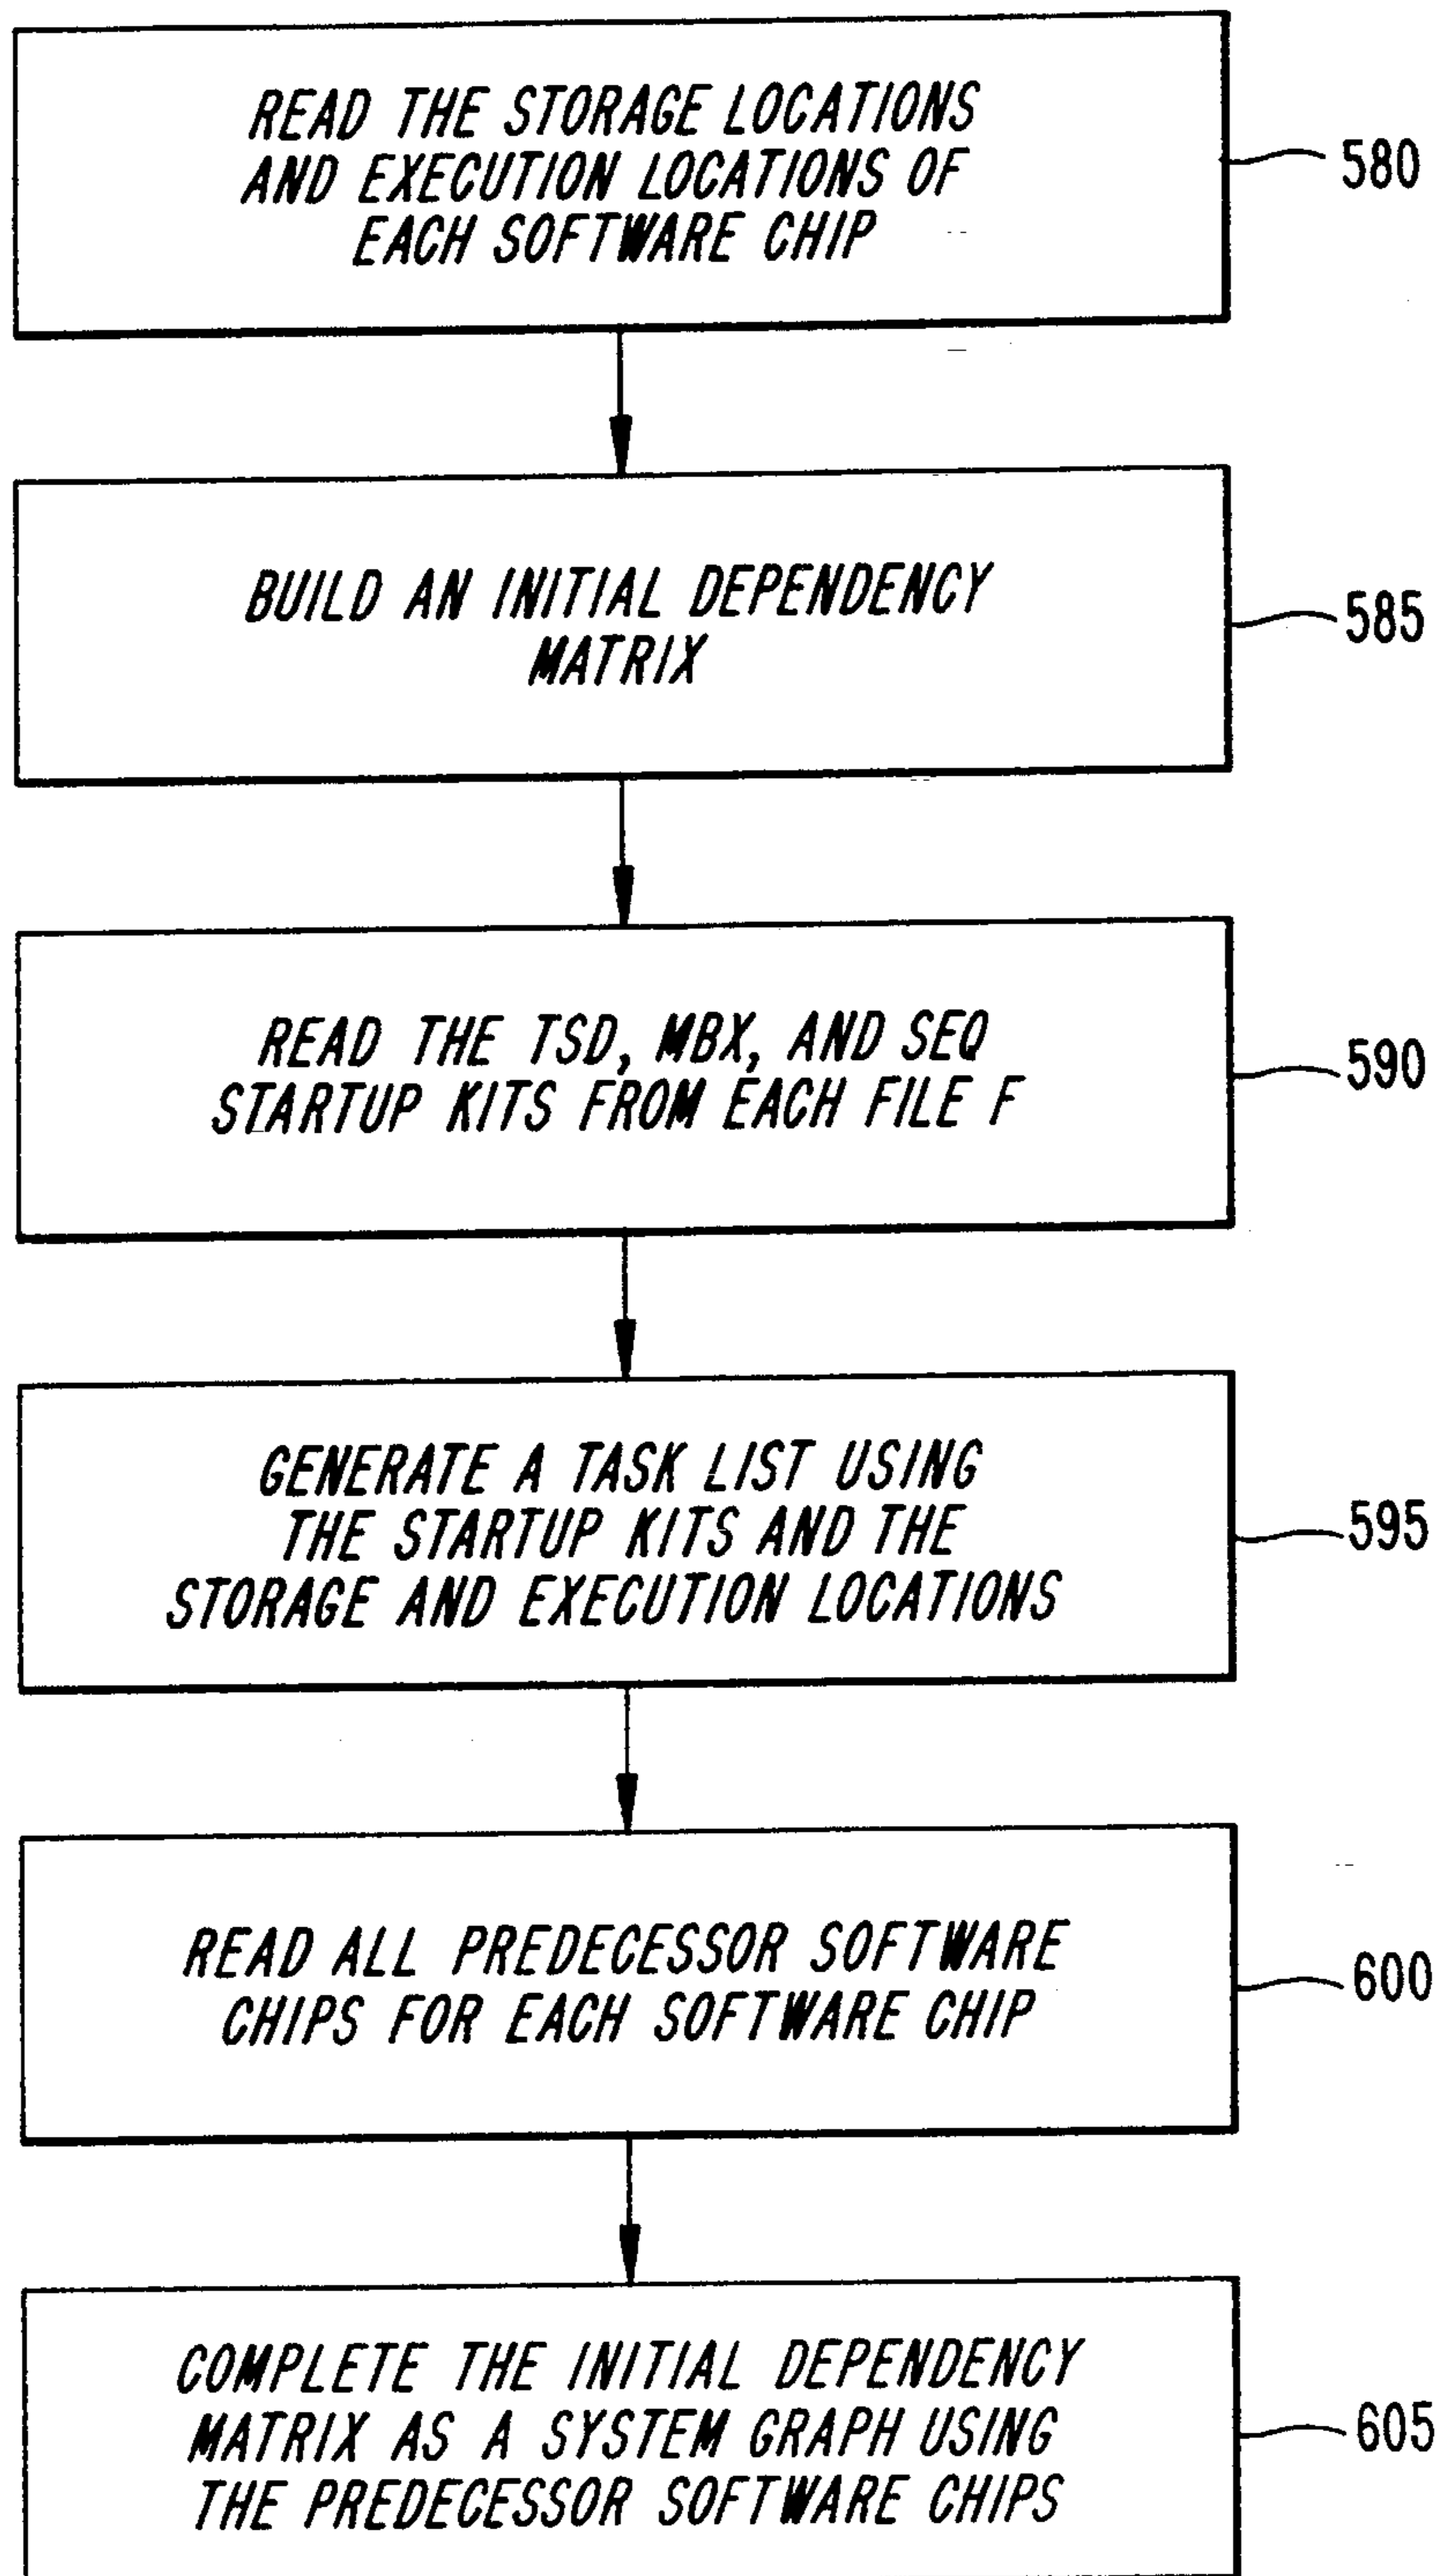 READ THE STORAGE LOCATIONS
AND EXECUTION LOCATIONS OF
EACH SOFTWARE CHIP
580
BUILD AN INITIAL DEPENDENCY
MATRIX
585
READ THE TSD, MBX, AND SEQ
STARTUP KITS FROM EACH FILE F
590
GENERATE A TASK LIST USING
THE STARTUP KITS AND THE
STORAGE AND EXECUTION LOCATIONS
595
READ ALL PREDECESSOR SOFTWARE
CHIPS FOR EACH SOFTWARE CHIP
600
COMPLETE THE INITIAL DEPENDENCY
MATRIX AS A SYSTEM GRAPH USING
THE PREDECESSOR SOFTWARE CHIPS
605